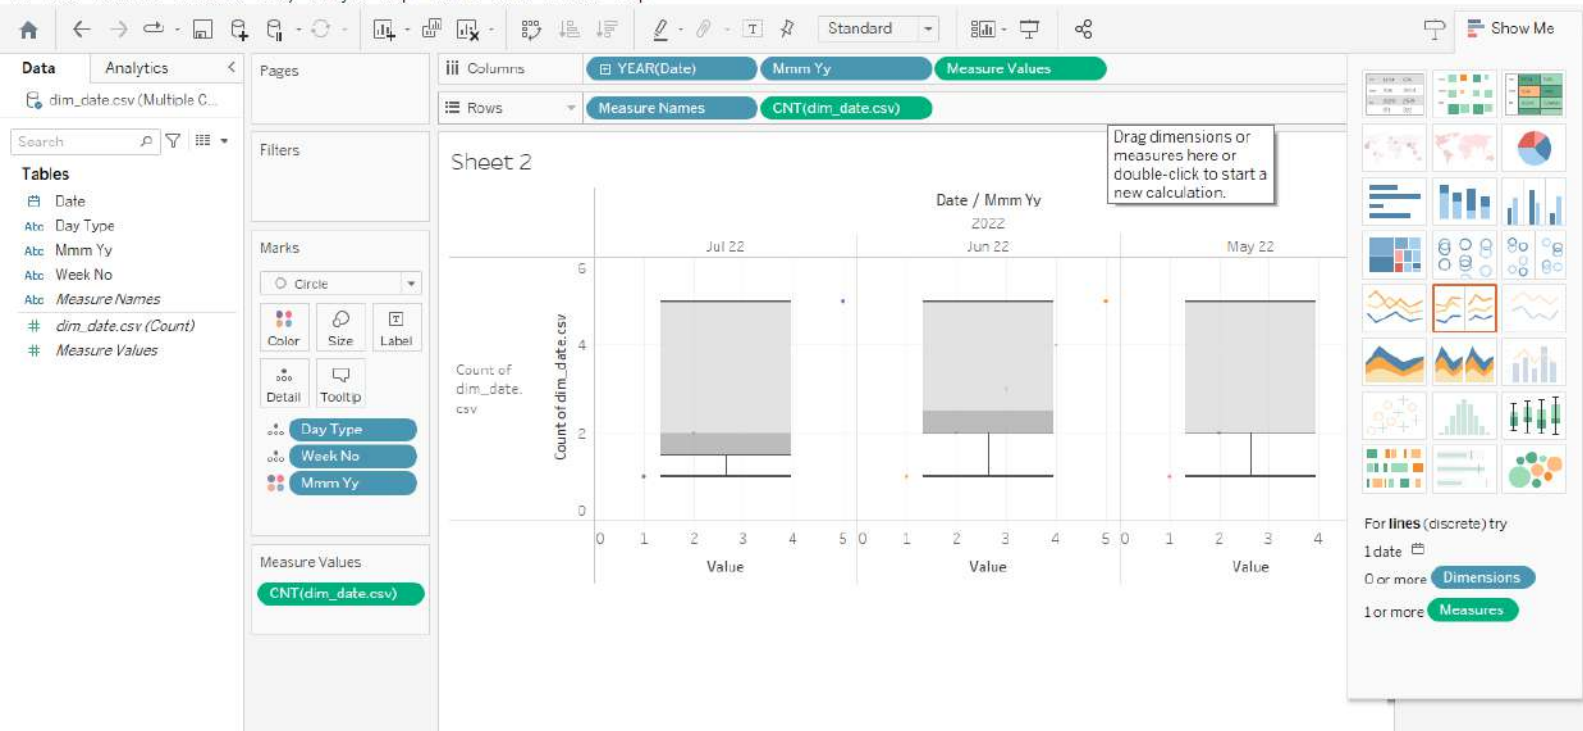 Standard
Show Me
Data
Analytics
Pages
Columns
YEAR(Date)
Mmm Yy
Measure Values
dim_date.csv (Multiple C...
Rows
Measure Names
CNT(dim_date.csv)
Search
Filters
Drag dimensions or
measures here or
double-click to start a
new calculation.
Tables
Date
Abc Day Type
Abc Mmm Yy
Abc Week No
Abc Measure Names
# dim_date.csv (Count)
# Measure Values
Marks
Circle
Color
Size
Label
Detail
Tooltip
Day Type
Week No
Mmm Yy
Measure Values
CNT(dim_date.csv)
Sheet 2
Date / Mmm Yy
2022
Jul 22
Jun 22
May 22
Count of
dim_date.
csv
Count of dim_date.csv
6
4
2
0
0 1 2 3 4 5 0 1 2 3 4 5 0 1 2 3 4
Value
Value
Value
For lines (discrete) try
1 date
0 or more Dimensions
1 or more Measures